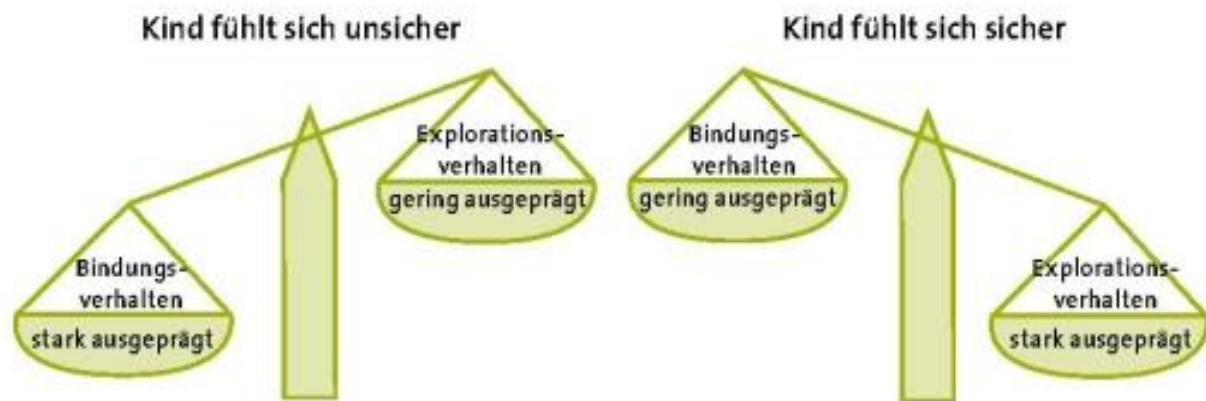 Kind fühlt sich unsicher
Bindungs-
verhalten
stark ausgeprägt
Explorations-
verhalten
gering ausgeprägt
Kind fühlt sich sicher
Bindungs-
verhalten
gering ausgeprägt
Explorations-
verhalten
stark ausgeprägt